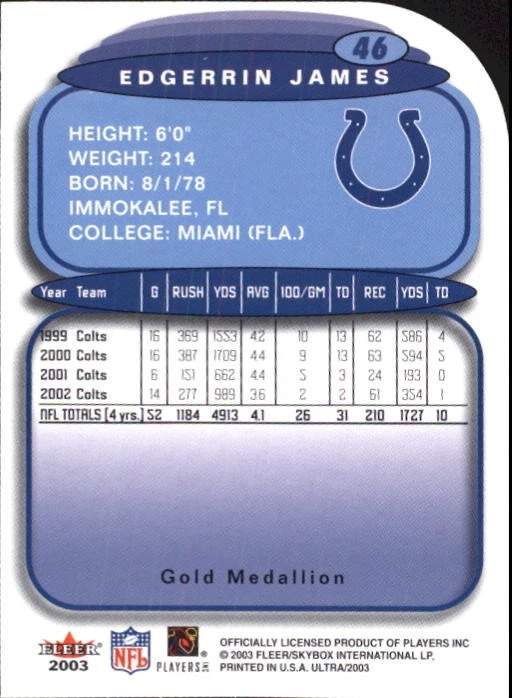 46
EDGERRIN JAMES
HEIGHT: 6'0"
WEIGHT: 214
BORN: 8/1/78
IMMOKALEE, FL
COLLEGE: MIAMI (FLA.)
Year Team G RUSH YDS AVG 100/GM TD REC YDS TD
1999 Colts 16 369 1553 4.2 10 13 62 586 4
2000 Colts 16 387 1709 4.4 9 13 63 594 5
2001 Colts 6 151 662 4.4 5 3 24 193 0
2002 Colts 14 277 989 3.6 2 2 61 354 1
NFL TOTALS (4 yrs.) 52 1184 4913 4.1 26 31 210 1727 10
Gold Medallion
FLEER
2003
NFL
PLAYERS INC
OFFICIALLY LICENSED PRODUCT OF PLAYERS INC
© 2003 FLEER/SKYBOX INTERNATIONAL LP.
PRINTED IN U.S.A. ULTRA/2003